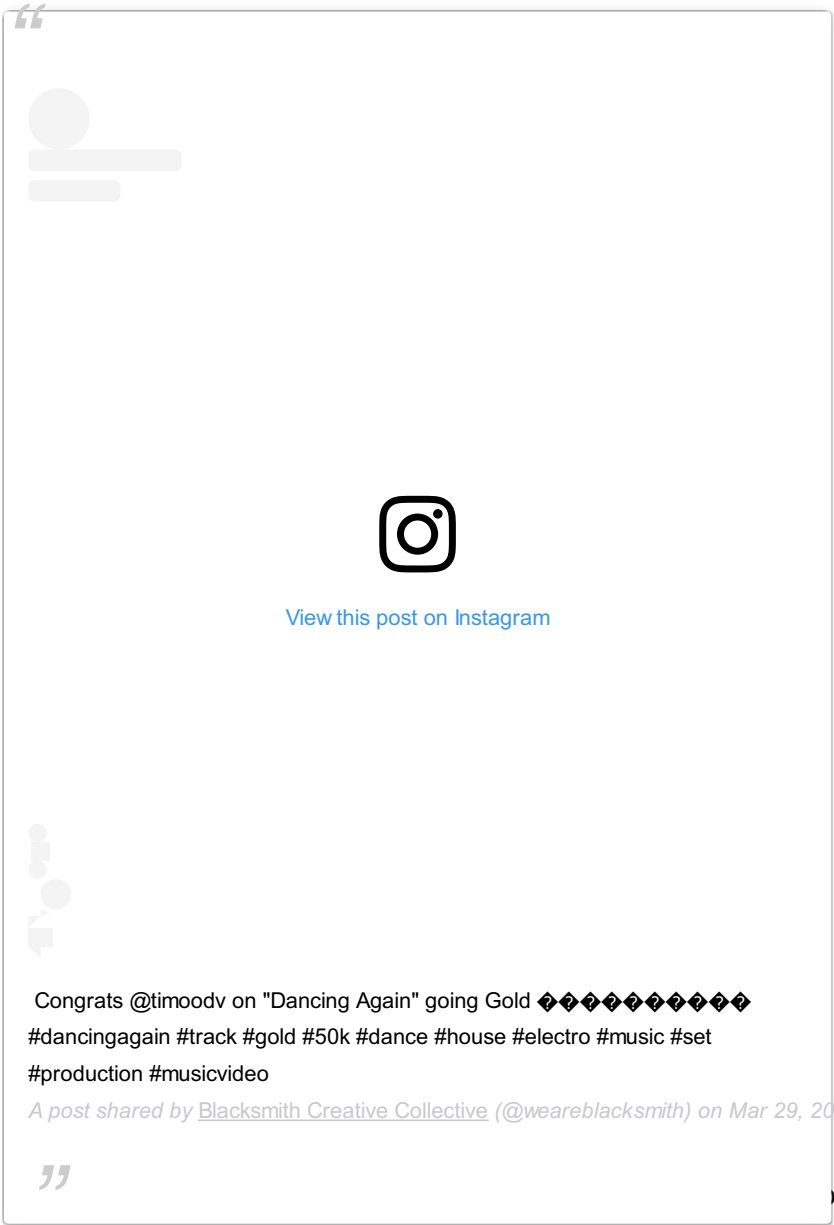 “
View this post on Instagram
Congrats @timoodv on "Dancing Again" going Gold ����������
#dancingagain #track #gold #50k #dance #house #electro #music #set
#production #musicvideo
A post shared by Blacksmith Creative Collective (@weareblacksmith) on Mar 29, 20
”